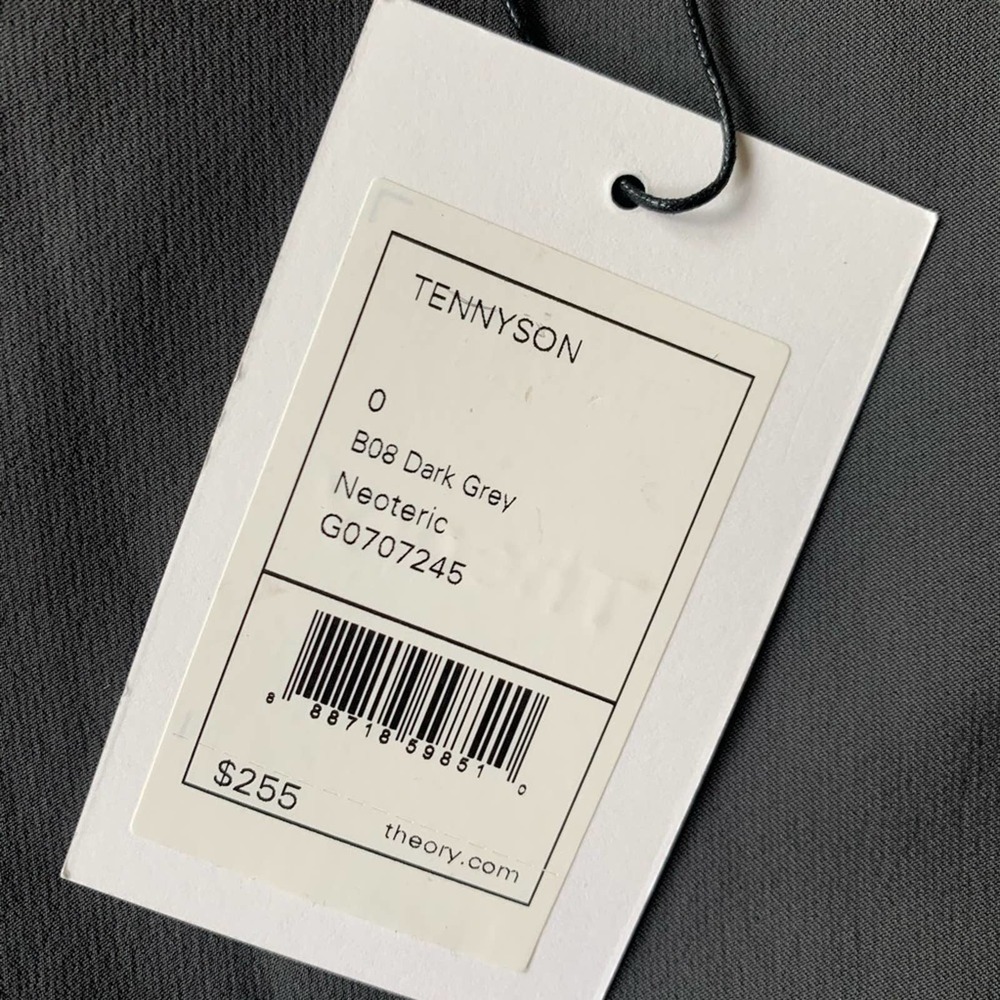 TENNYSON
0
B08 Dark Grey
Neoteric
G0707245
8 88718 59851 0
$255
theory.com